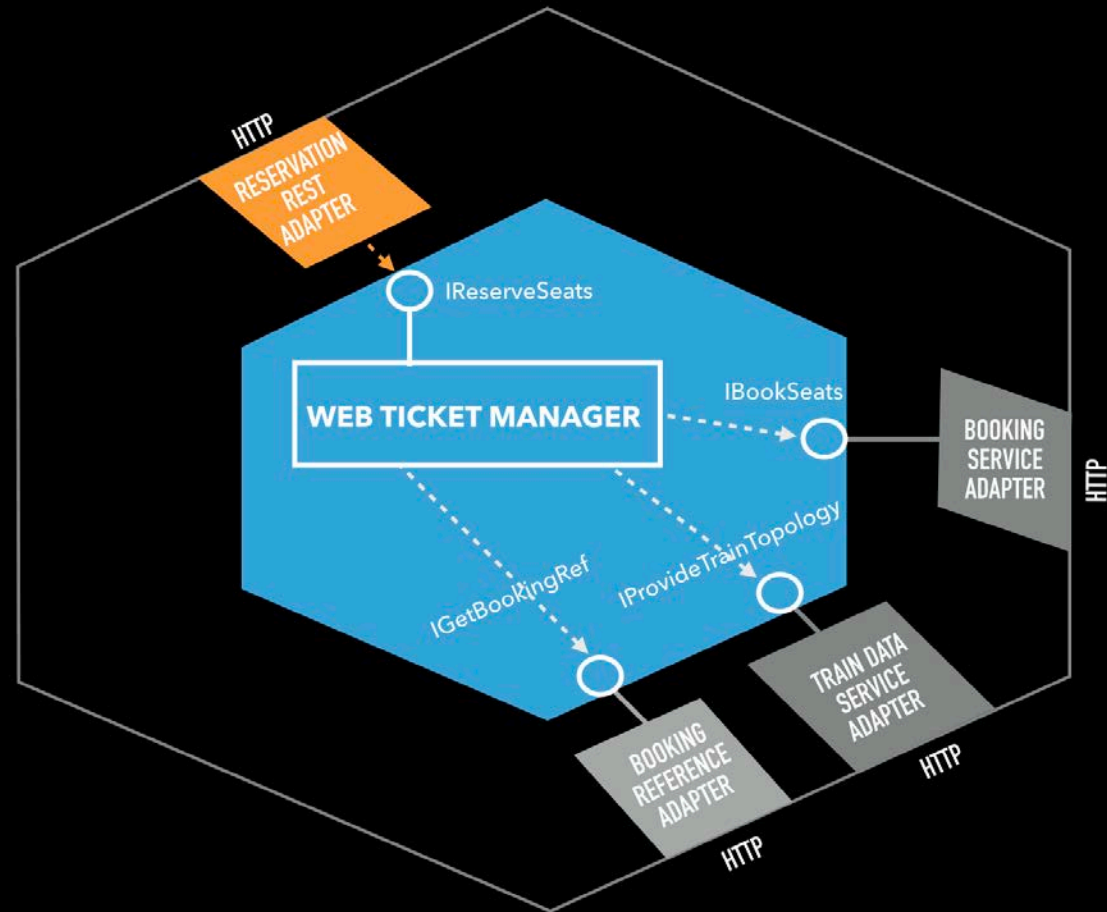 HTTP
RESERVATION
REST
ADAPTER
IReserveSeats
WEB TICKET MANAGER
IBookSeats
BOOKING
SERVICE
ADAPTER
HTTP
IProvideTrainTopology
IGetBookingRef
TRAIN DATA
SERVICE
ADAPTER
HTTP
BOOKING
REFERENCE
ADAPTER
HTTP